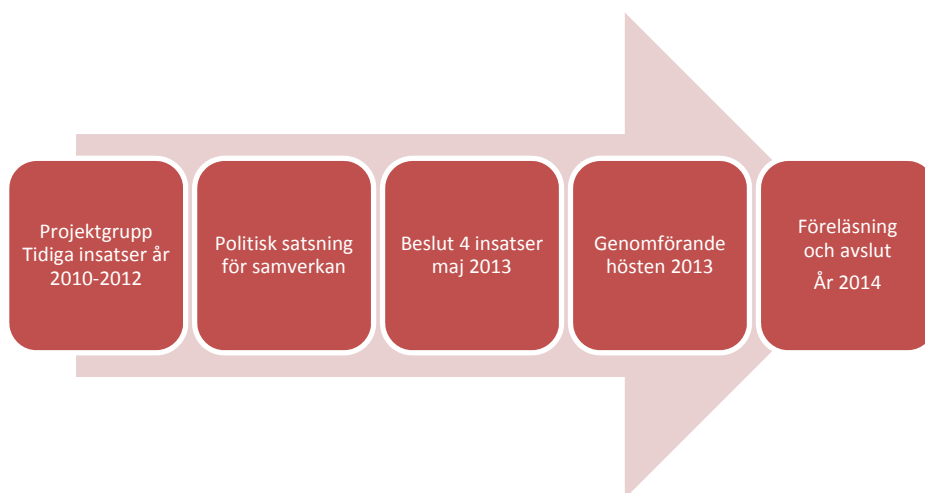 Projektgrupp
Tidiga insatser år
2010-2012
Politisk satsning
för samverkan
Beslut 4 insatser
maj 2013
Genomförande
hösten 2013
Föreläsning
och avslut
År 2014